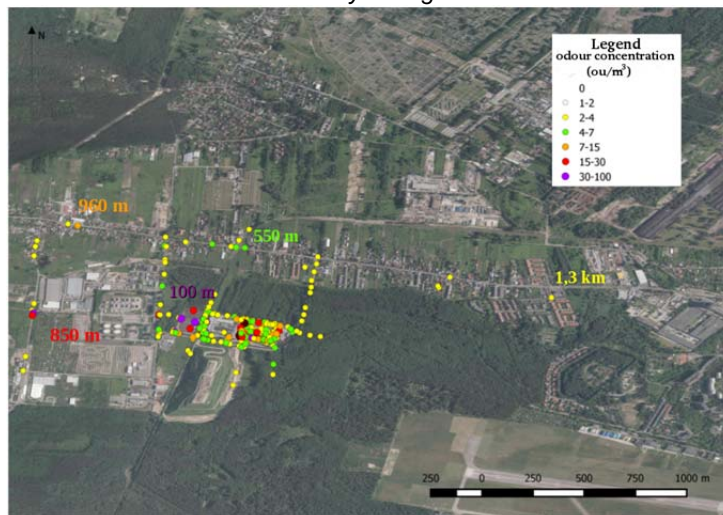 N
Legend
odour concentration
(ou/m³)
0
1-2
2-4
4-7
7-15
15-30
30-100
960 m
550 m
100 m
1,3 km
850 m
250 0 250 500 750 1000 m